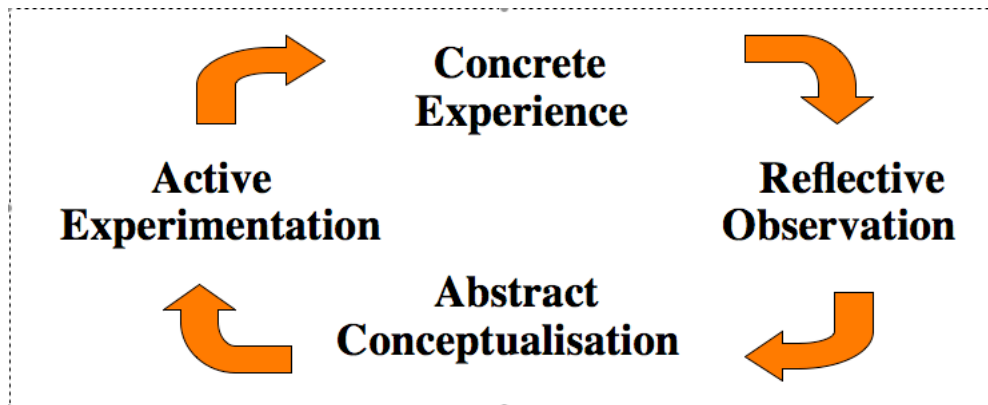 Concrete
Experience
Reflective
Observation
Abstract
Conceptualisation
Active
Experimentation